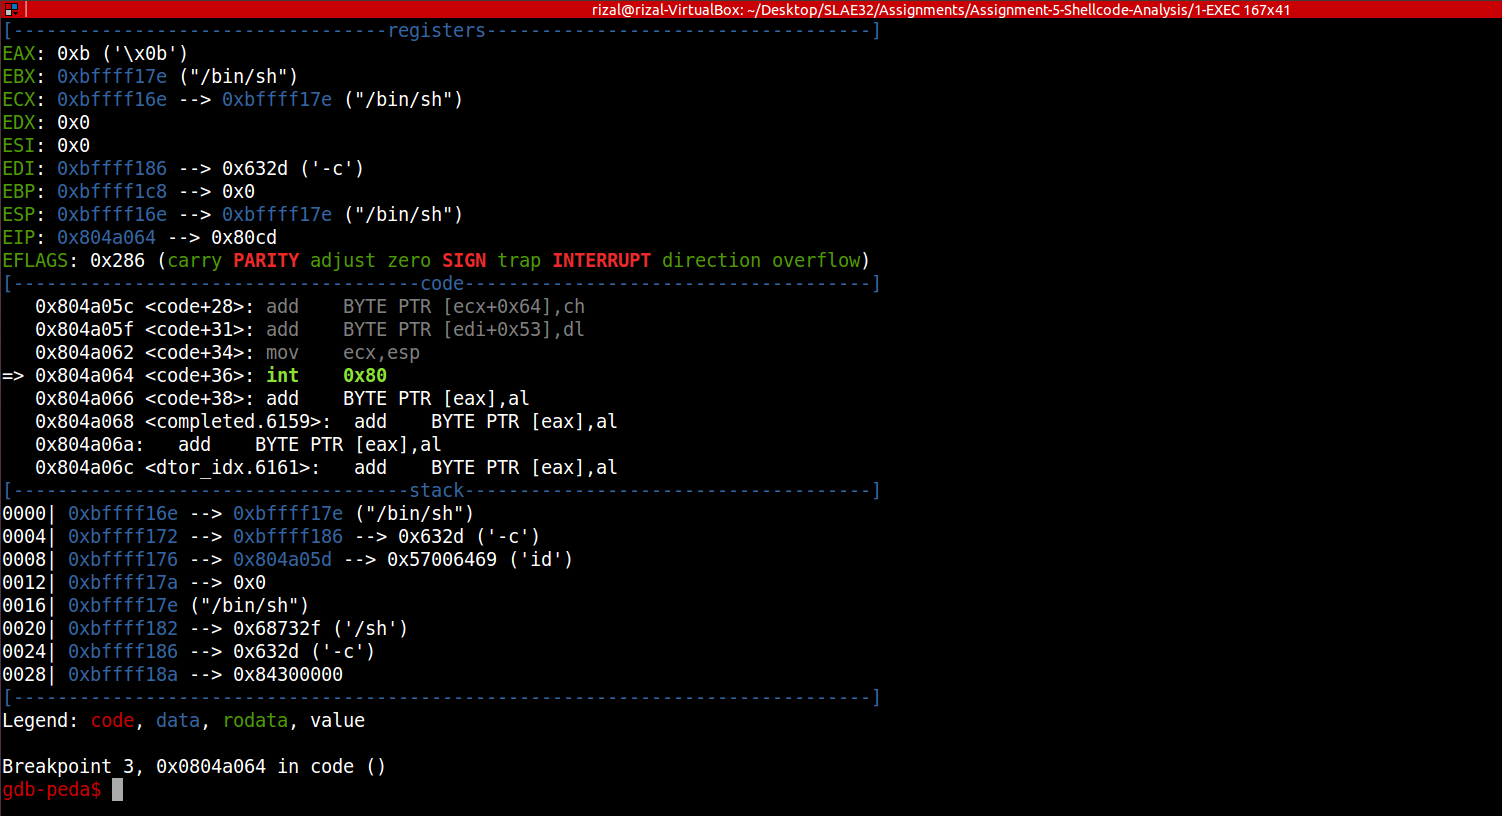 rizal@rizal-VirtualBox: ~/Desktop/SLAE32/Assignments/Assignment-5-Shellcode-Analysis/1-EXEC 167x41
[----------------------------------registers-----------------------------------]
EAX: 0xb ('\x0b')
EBX: 0xbffff17e ("/bin/sh")
ECX: 0xbffff16e --> 0xbffff17e ("/bin/sh")
EDX: 0x0
ESI: 0x0
EDI: 0xbffff186 --> 0x632d ('-c')
EBP: 0xbffff1c8 --> 0x0
ESP: 0xbffff16e --> 0xbffff17e ("/bin/sh")
EIP: 0x804a064 --> 0x80cd
EFLAGS: 0x286 (carry PARITY adjust zero SIGN trap INTERRUPT direction overflow)
[-------------------------------------code-------------------------------------]
   0x804a05c <code+28>: add    BYTE PTR [ecx+0x64],ch
   0x804a05f <code+31>: add    BYTE PTR [edi+0x53],dl
   0x804a062 <code+34>: mov    ecx,esp
=> 0x804a064 <code+36>: int    0x80
   0x804a066 <code+38>: add    BYTE PTR [eax],al
   0x804a068 <completed.6159>:  add    BYTE PTR [eax],al
   0x804a06a:   add    BYTE PTR [eax],al
   0x804a06c <dtor_idx.6161>:   add    BYTE PTR [eax],al
[------------------------------------stack-------------------------------------]
0000| 0xbffff16e --> 0xbffff17e ("/bin/sh")
0004| 0xbffff172 --> 0xbffff186 --> 0x632d ('-c')
0008| 0xbffff176 --> 0x804a05d --> 0x57006469 ('id')
0012| 0xbffff17a --> 0x0
0016| 0xbffff17e ("/bin/sh")
0020| 0xbffff182 --> 0x68732f ('/sh')
0024| 0xbffff186 --> 0x632d ('-c')
0028| 0xbffff18a --> 0x84300000
[------------------------------------------------------------------------------]
Legend: code, data, rodata, value

Breakpoint 3, 0x0804a064 in code ()
gdb-peda$